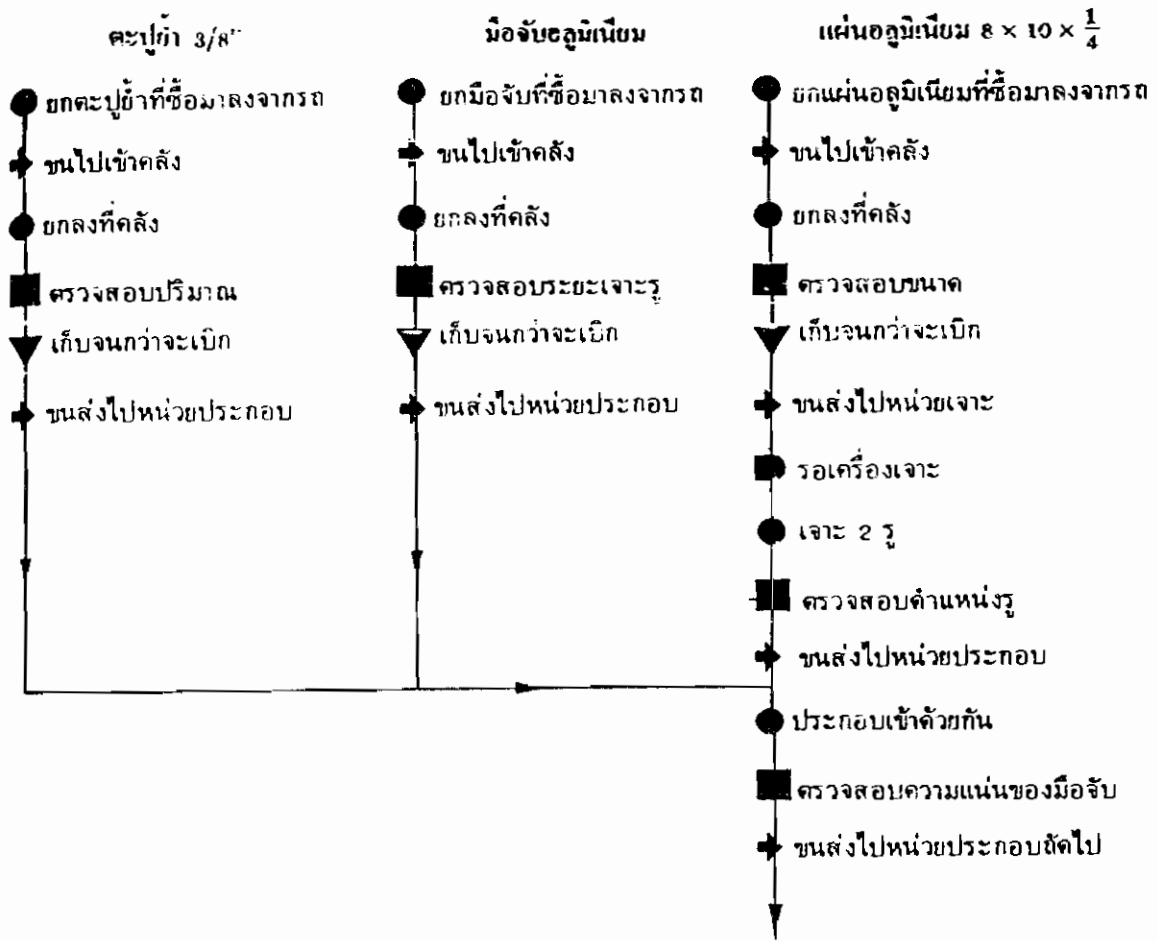 ตะปูย้ำ 3/8"
ยกตะปูย้ำที่ซื้อมาลงจากรถ
ขนไปเข้าคลัง
ยกลงที่คลัง
ตรวจสอบปริมาณ
เก็บจนกว่าจะเบิก
ขนส่งไปหน่วยประกอบ
มือจับอลูมิเนียม
ยกมือจับที่ซื้อมาลงจากรถ
ขนไปเข้าคลัง
ยกลงที่คลัง
ตรวจสอบระยะเจาะรู
เก็บจนกว่าจะเบิก
ขนส่งไปหน่วยประกอบ
แผ่นอลูมิเนียม 8 × 10 × 1/4
ยกแผ่นอลูมิเนียมที่ซื้อมาลงจากรถ
ขนไปเข้าคลัง
ยกลงที่คลัง
ตรวจสอบขนาด
เก็บจนกว่าจะเบิก
ขนส่งไปหน่วยเจาะ
รอเครื่องเจาะ
เจาะ 2 รู
ตรวจสอบตำแหน่งรู
ขนส่งไปหน่วยประกอบ
ประกอบเข้าด้วยกัน
ตรวจสอบความแน่นของมือจับ
ขนส่งไปหน่วยประกอบถัดไป